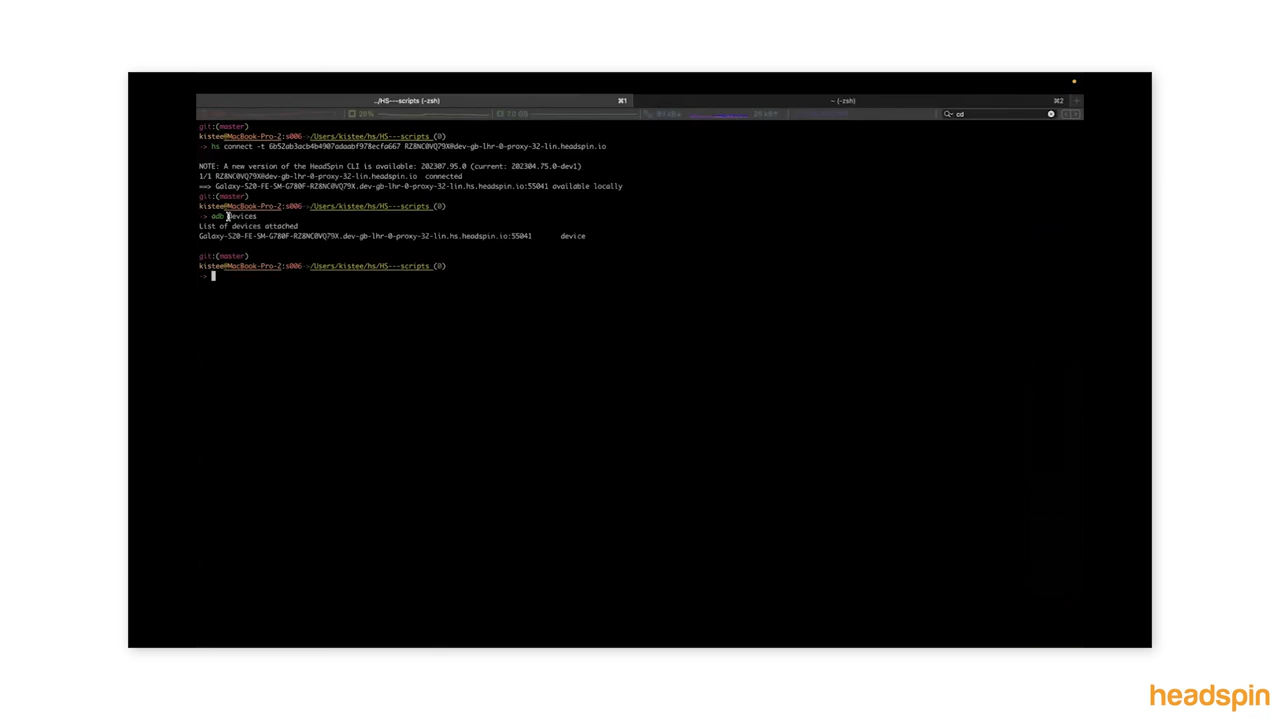 ../HS---scripts (-zsh) ⌘1 ~ (-zsh) ⌘2 +
cd
git:(master)
kistee@MacBook-Pro-2:s006->/Users/kistee/hs/HS---scripts (0)
-> hs connect -t 6b52ab3acb4b4907adaabf978ecfa667 RZ8NC0VQ79X@dev-gb-lhr-0-proxy-32-lin.headspin.io
NOTE: A new version of the HeadSpin CLI is available: 202307.95.0 (current: 202304.75.0-dev1)
1/1 RZ8NC0VQ79X@dev-gb-lhr-0-proxy-32-lin.headspin.io connected
==> Galaxy-S20-FE-SM-G780F-RZ8NC0VQ79X.dev-gb-lhr-0-proxy-32-lin.hs.headspin.io:55041 available locally
git:(master)
kistee@MacBook-Pro-2:s006->/Users/kistee/hs/HS---scripts (0)
-> adb devices
List of devices attached
Galaxy-S20-FE-SM-G780F-RZ8NC0VQ79X.dev-gb-lhr-0-proxy-32-lin.hs.headspin.io:55041 device
git:(master)
kistee@MacBook-Pro-2:s006->/Users/kistee/hs/HS---scripts (0)
->
headspin